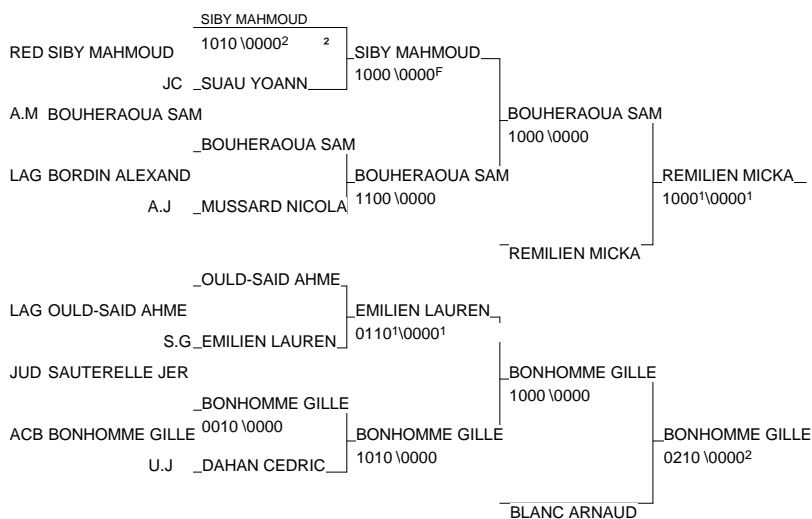 SIBY MAHMOUD
1010 \0000² ²
RED SIBY MAHMOUD
SIBY MAHMOUD
1000 \0000F
JC SUAU YOANN
A.M BOUHERAOUA SAM
BOUHERAOUA SAM
1000 \0000
BOUHERAOUA SAM
LAG BORDIN ALEXAND
BOUHERAOUA SAM
1100 \0000
REMILIEN MICKA
1000¹\0000¹
A.J MUSSARD NICOLA
REMILIEN MICKA
OULD-SAID AHME
LAG OULD-SAID AHME
EMILIEN LAUREN
0110¹\0000¹
S.G EMILIEN LAUREN
JUD SAUTERELLE JER
BONHOMME GILLE
1000 \0000
BONHOMME GILLE
0010 \0000
ACB BONHOMME GILLE
BONHOMME GILLE
1010 \0000
BONHOMME GILLE
0210 \0000²
U.J DAHAN CEDRIC
BLANC ARNAUD